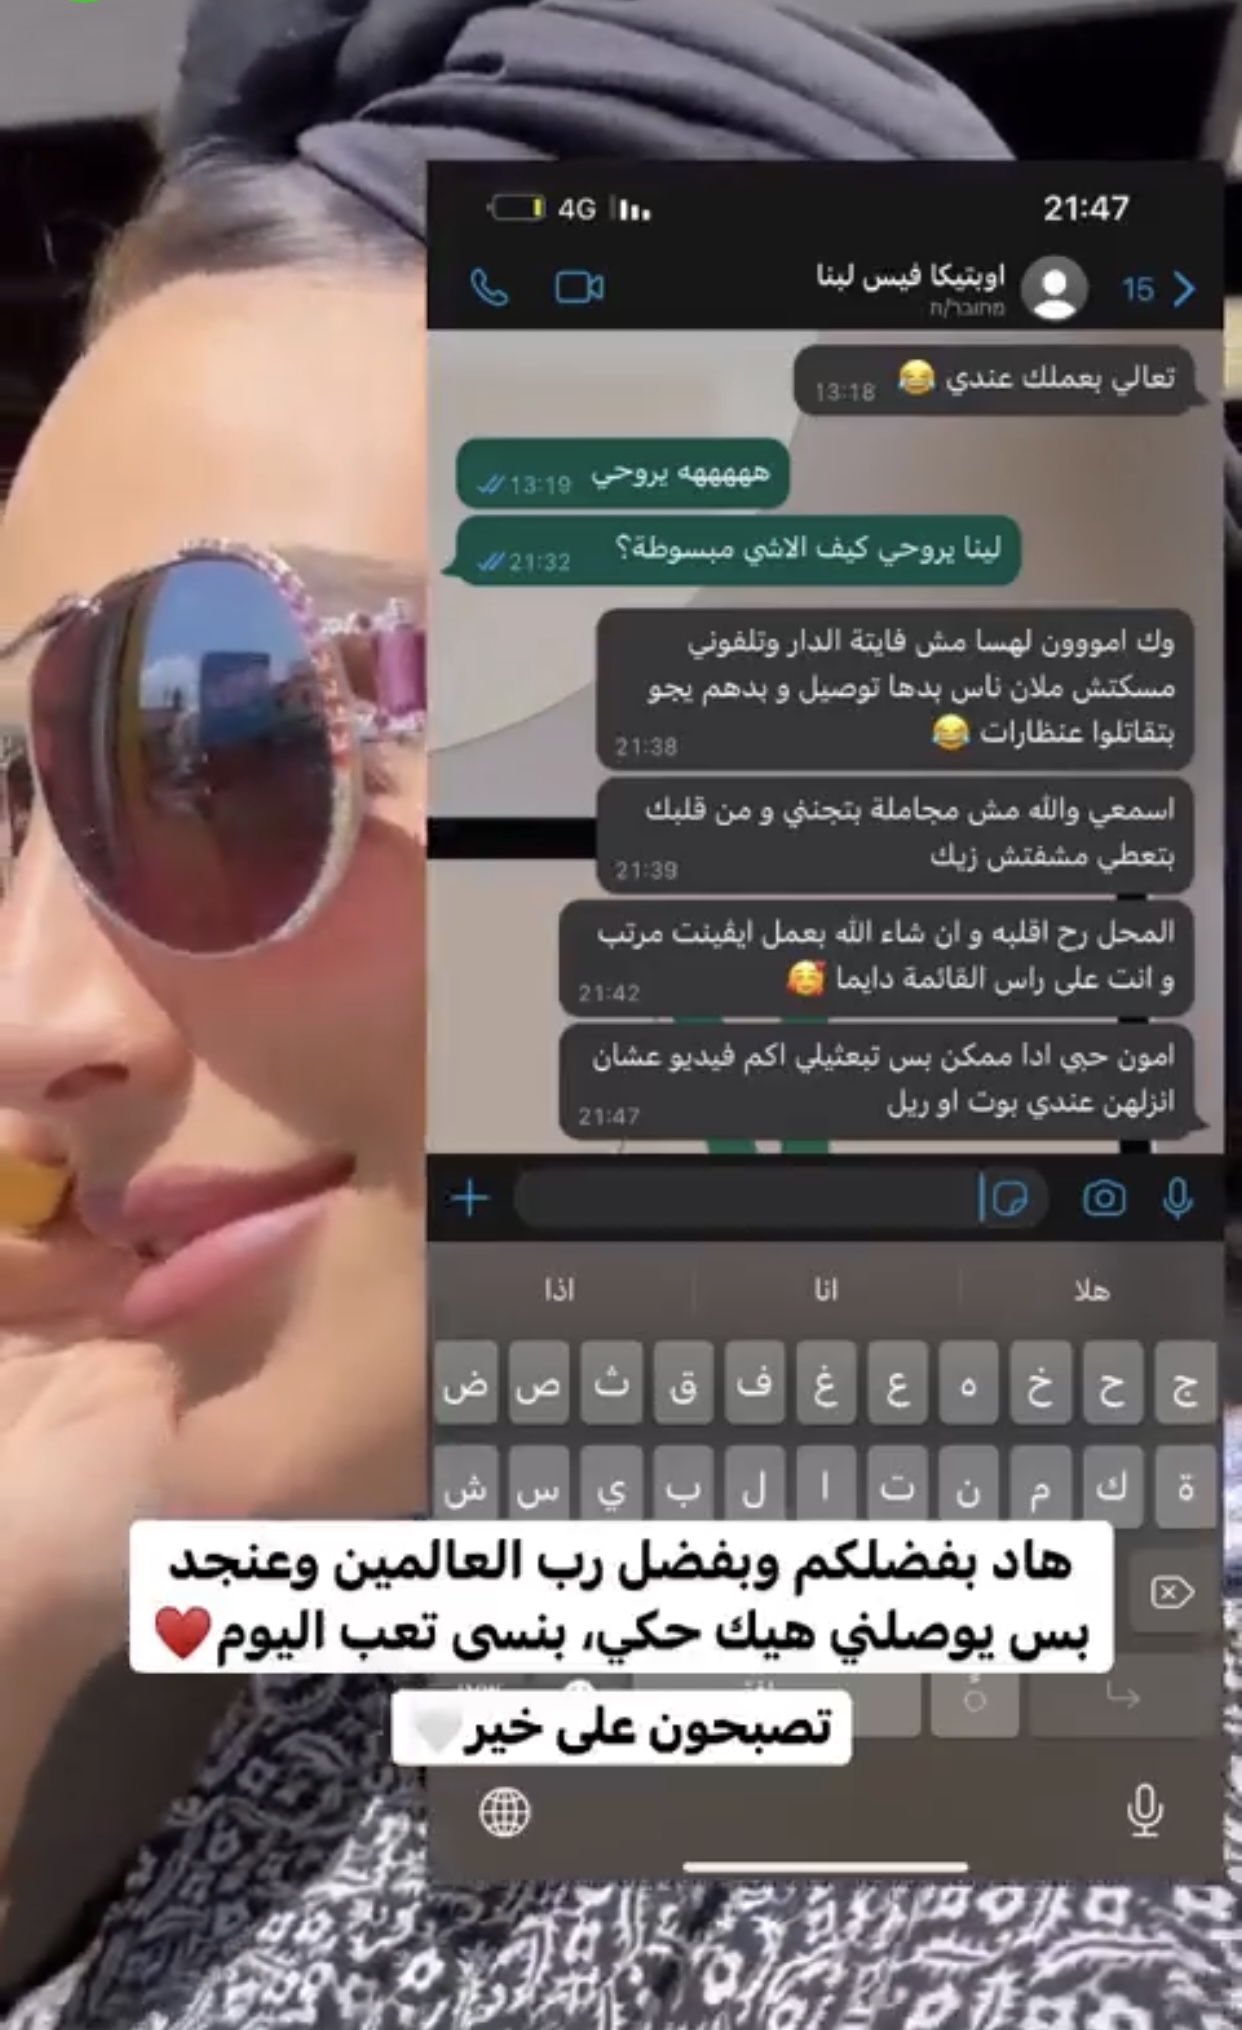 21:47
4G
15
اوبتيكا فيس لينا
מחובר/ת
تعالي بعملك عندي 😂
13:18
هههههه يروحي
13:19
لينا يروحي كيف الاشي مبسوطة؟
21:32
وك امووون لهسا مش فايتة الدار وتلفوني
مسكتش ملان ناس بدها توصيل و بدهم يجو
بتقاتلوا عنظارات 😂
21:38
اسمعي والله مش مجاملة بتجنني و من قلبك
بتعطي مشفتش زيك
21:39
المحل رح اقلبه و ان شاء الله بعمل ايڤينت مرتب
و انت على راس القائمة دايما 🥰
21:42
امون حبي ادا ممكن بس تبعثيلي اكم فيديو عشان
انزلهن عندي بوت او ريل
21:47
هلا انا اذا
ج ح خ ه ع غ ف ق ث ص ض
ة ك م ن ت ا ل ب ي س ش
هاد بفضلكم وبفضل رب العالمين وعنجد
بس يوصلني هيك حكي، بنسى تعب اليوم❤️
تصبحون على خير🤍